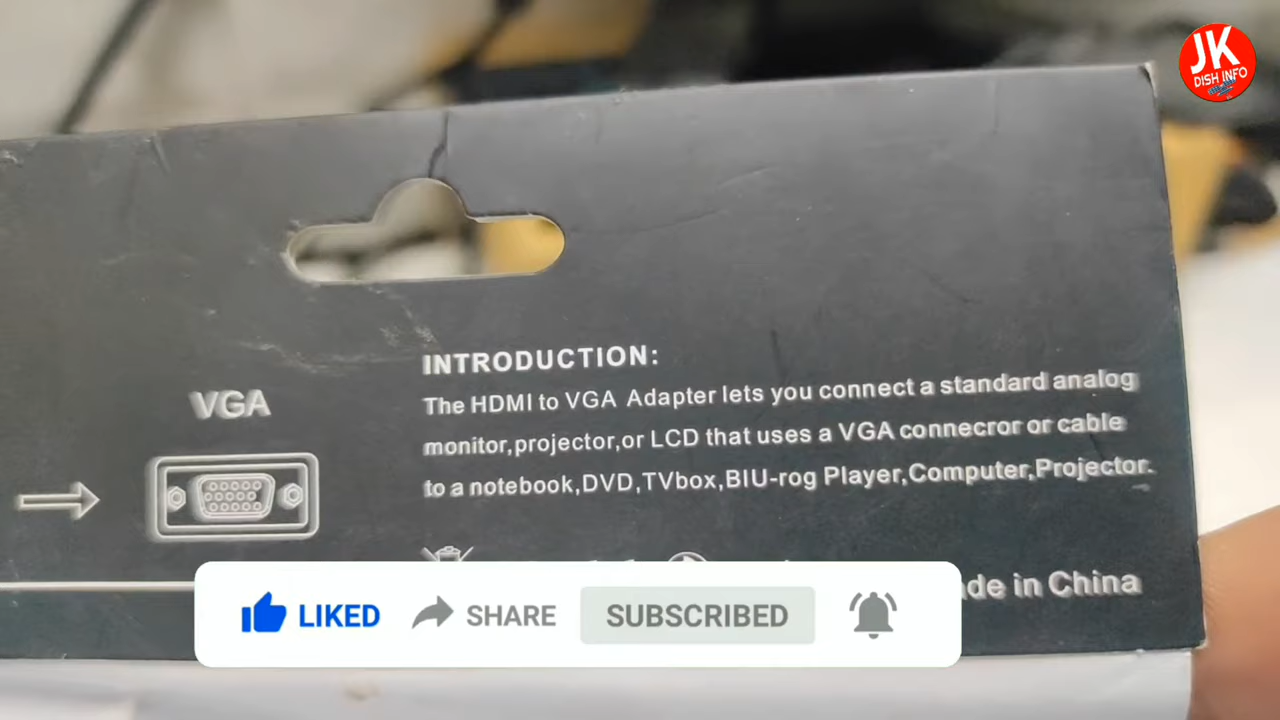 JK
DISH INFO
INTRODUCTION:
VGA
The HDMI to VGA Adapter lets you connect a standard analog
monitor,projector,or LCD that uses a VGA connecror or cable
to a notebook,DVD,TVbox,BIU-rog Player,Computer,Projector.
in China
LIKED SHARE SUBSCRIBED